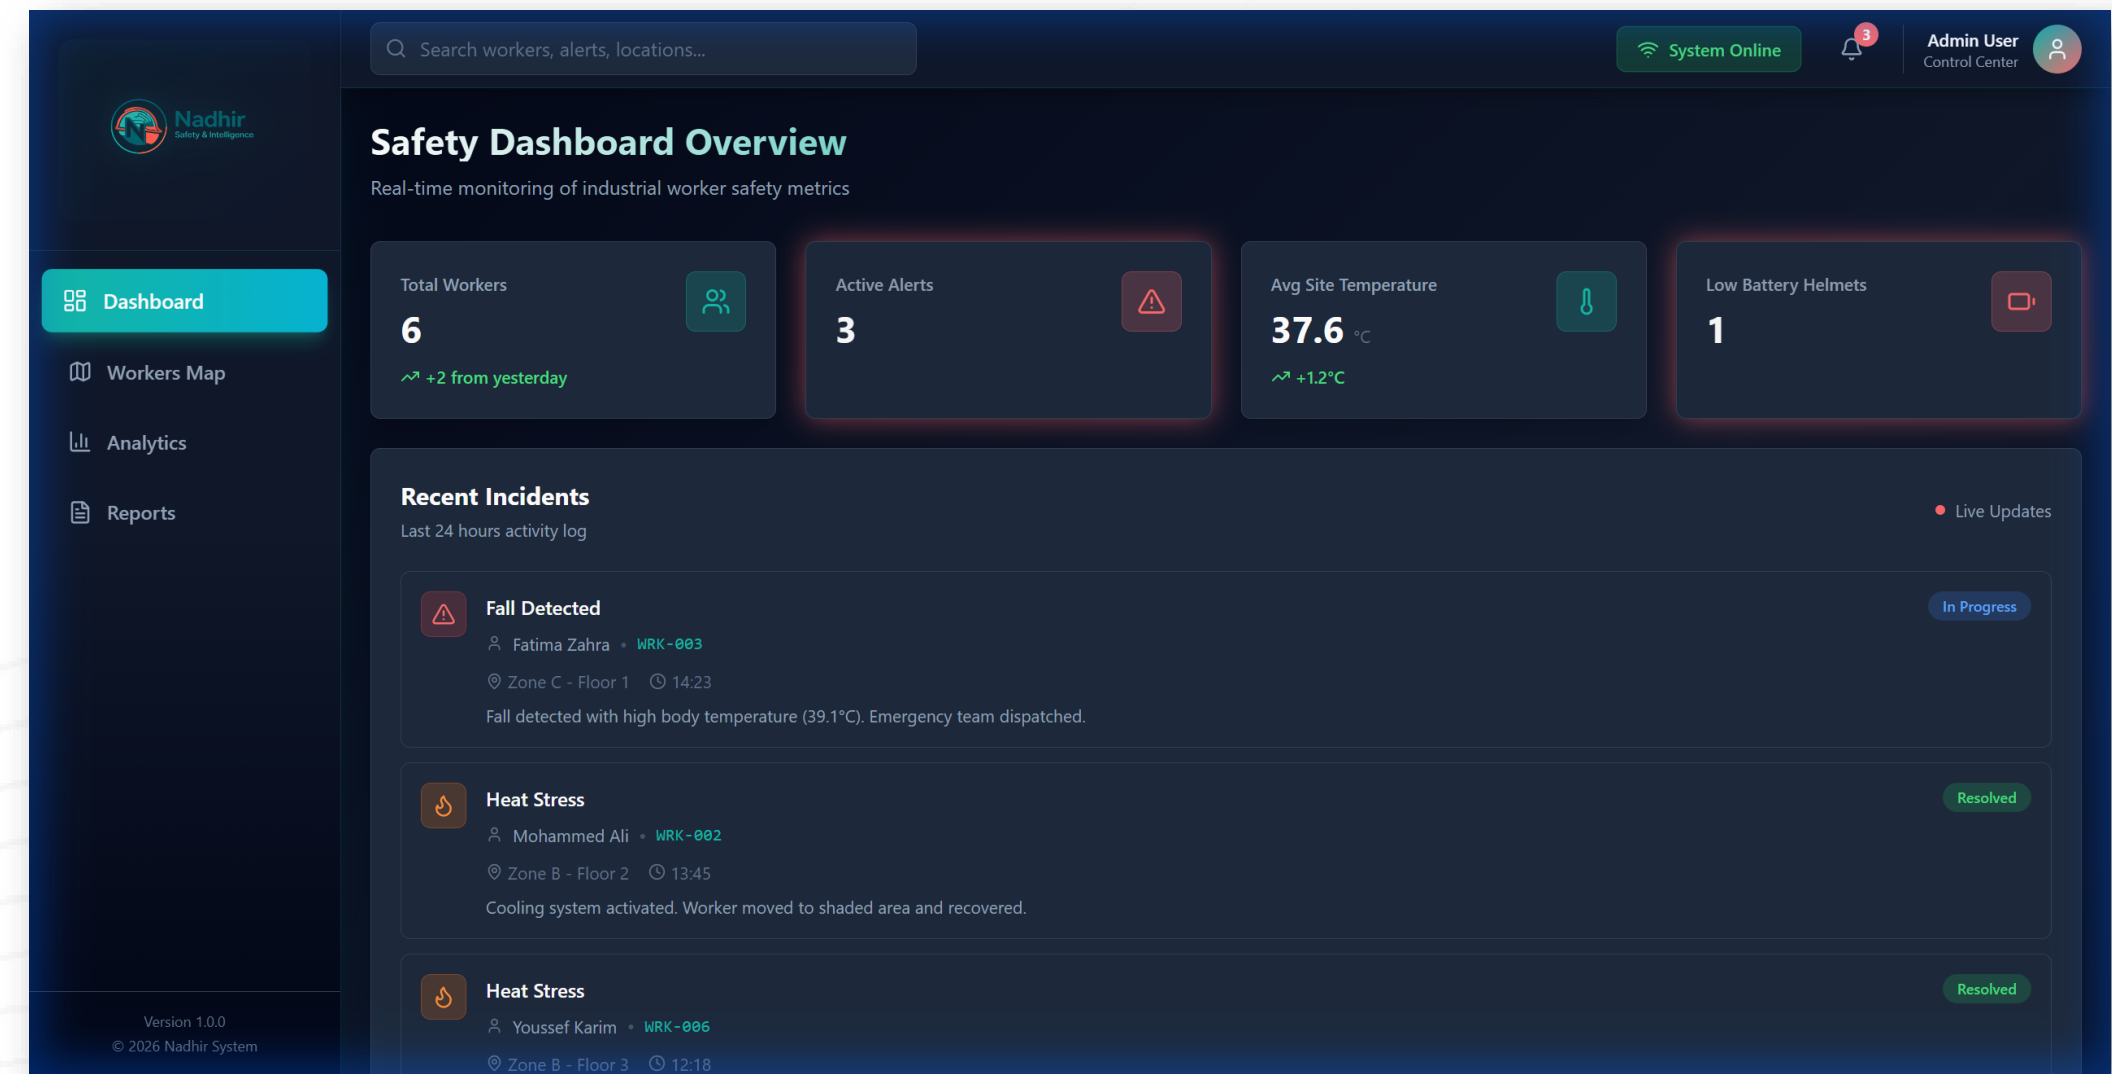 Nadhir
Safety & Intelligence
Dashboard
Workers Map
Analytics
Reports
Version 1.0.0
© 2026 Nadhir System
Search workers, alerts, locations...
System Online
3
Admin User
Control Center
Safety Dashboard Overview
Real-time monitoring of industrial worker safety metrics
Total Workers
6
+2 from yesterday
Active Alerts
3
Avg Site Temperature
37.6 °C
+1.2°C
Low Battery Helmets
1
Recent Incidents
Last 24 hours activity log
Live Updates
Fall Detected
In Progress
Fatima Zahra • WRK-003
Zone C - Floor 1 14:23
Fall detected with high body temperature (39.1°C). Emergency team dispatched.
Heat Stress
Resolved
Mohammed Ali • WRK-002
Zone B - Floor 2 13:45
Cooling system activated. Worker moved to shaded area and recovered.
Heat Stress
Resolved
Youssef Karim • WRK-006
Zone B - Floor 3 12:18